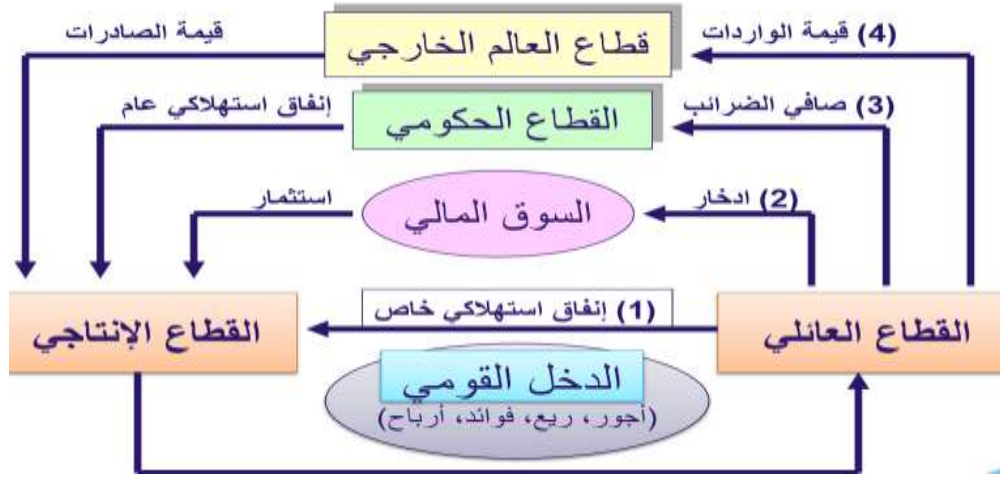 (4) قيمة الواردات
قطاع العالم الخارجي
قيمة الصادرات
(3) صافي الضرائب
القطاع الحكومي
إنفاق استهلاكي عام
(2) ادخار
السوق المالي
استثمار
القطاع العائلي
(1) إنفاق استهلاكي خاص
القطاع الإنتاجي
الدخل القومي
(أجور، ريع، فوائد، أرباح)